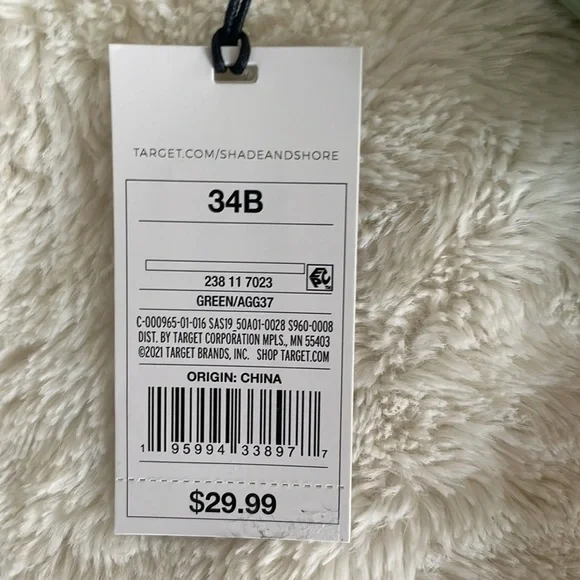 TARGET.COM/SHADEANDSHORE
34B
238 11 7023
EPC
TM
GREEN/AGG37
C-000965-01-016 SAS19_50A01-0028 S960-0008
DIST. BY TARGET CORPORATION MPLS., MN 55403
©2021 TARGET BRANDS, INC. SHOP TARGET.COM
ORIGIN: CHINA
1 95994 33897 7
$29.99